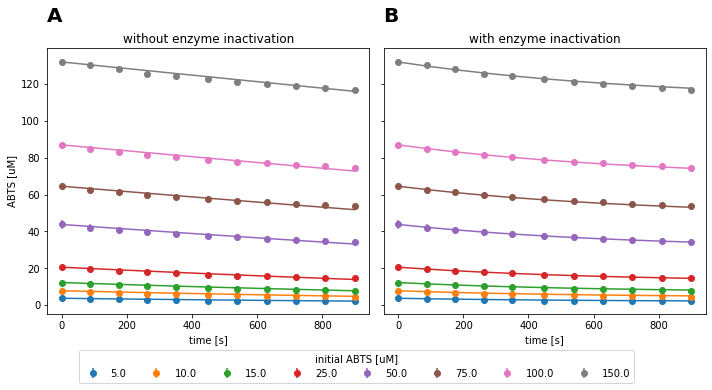 A
B
without enzyme inactivation
with enzyme inactivation
ABTS [uM]
120
100
80
60
40
20
0
0 200 400 600 800
0 200 400 600 800
time [s]
time [s]
initial ABTS [uM]
5.0 10.0 15.0 25.0 50.0 75.0 100.0 150.0